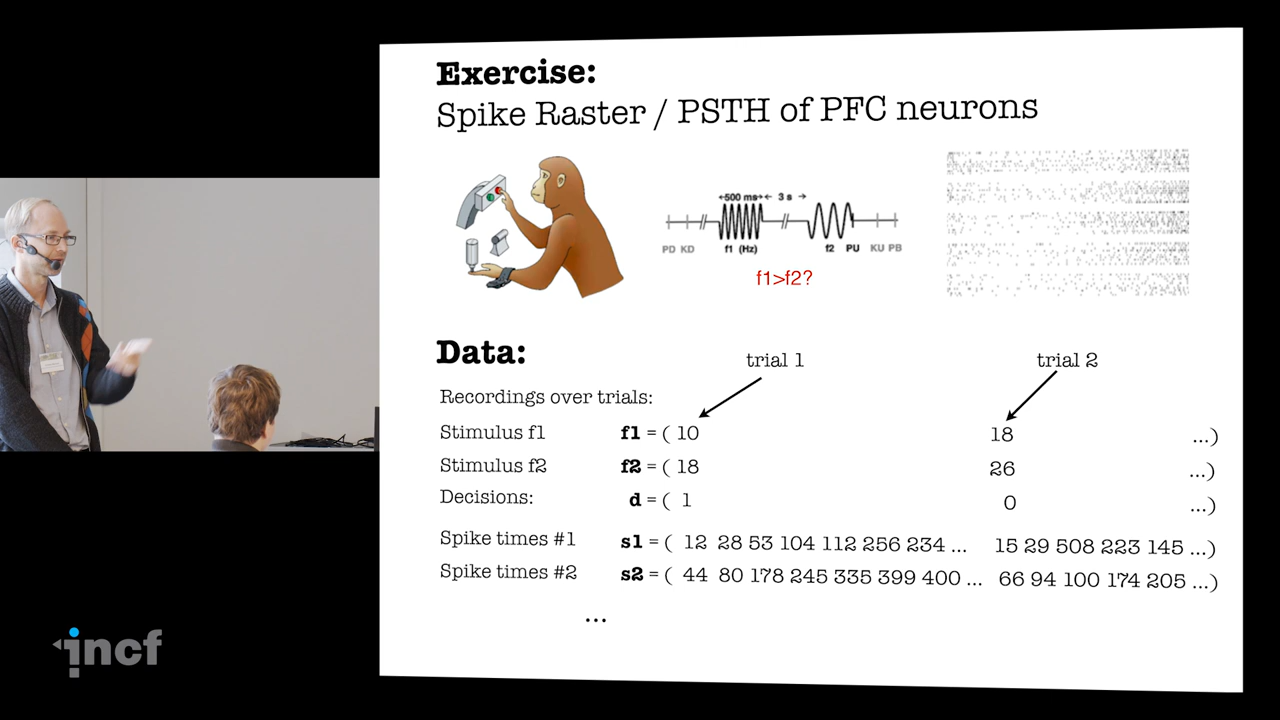 Exercise:
Spike Raster / PSTH of PFC neurons
500 ms 3 s
PD KD f1 (Hz) f2 PU KU PB
f1>f2?
Data:
trial 1 trial 2
Recordings over trials:
Stimulus f1 f1 = ( 10 18 ...)
Stimulus f2 f2 = ( 18 26 ...)
Decisions: d = ( 1 0 ...)
Spike times #1 s1 = ( 12 28 53 104 112 256 234 ... 15 29 508 223 145 ...)
Spike times #2 s2 = ( 44 80 178 245 335 399 400 ... 66 94 100 174 205 ...)
...
incf